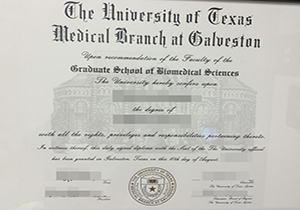 The University of Texas
Medical Branch at Galveston
Upon recommendation of the Faculty of the
Graduate School of Biomedical Sciences
The University hereby confers upon
the degree of
with all the rights, privileges and responsibilities pertaining thereto.
In witness thereof, this duly signed diploma with the Seal of the University affixed
has been granted in Galveston, Texas on the 10th day of August